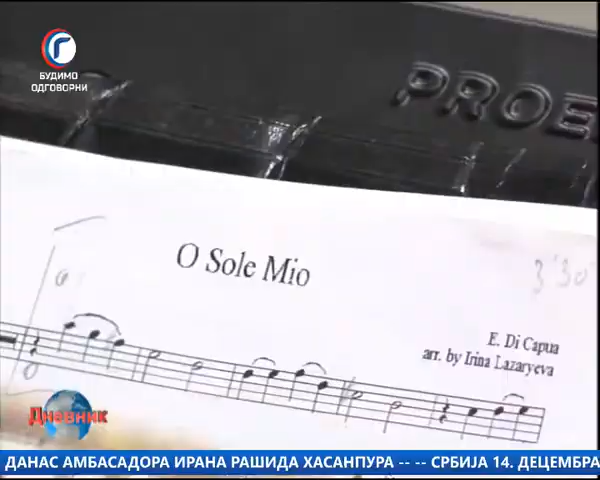 БУДИМО
ОДГОВОРНИ
PROE
O Sole Mio
3'30'
E. Di Capua
arr. by Irina Lazaryeva
Дневник
ДАНАС АМБАСАДОРА ИРАНА РАШИДА ХАСАНПУРА -- -- СРБИЈА 14. ДЕЦЕМБРА